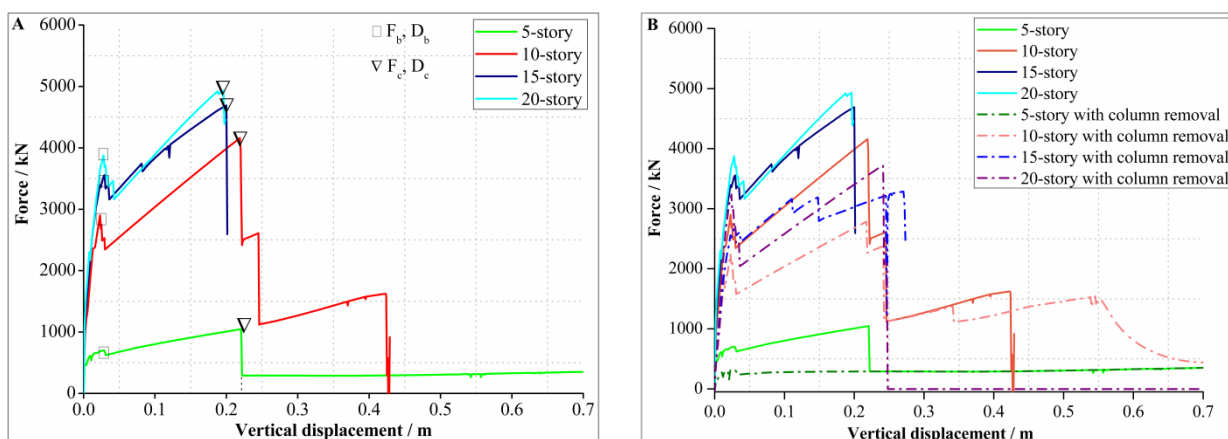 A
F_b, D_b
F_c, D_c
5-story
10-story
15-story
20-story
6000
5000
4000
3000
2000
1000
0
Force / kN
0.0 0.1 0.2 0.3 0.4 0.5 0.6 0.7
Vertical displacement / m
B
5-story
10-story
15-story
20-story
5-story with column removal
10-story with column removal
15-story with column removal
20-story with column removal
6000
5000
4000
3000
2000
1000
0
Force / kN
0.0 0.1 0.2 0.3 0.4 0.5 0.6 0.7
Vertical displacement / m